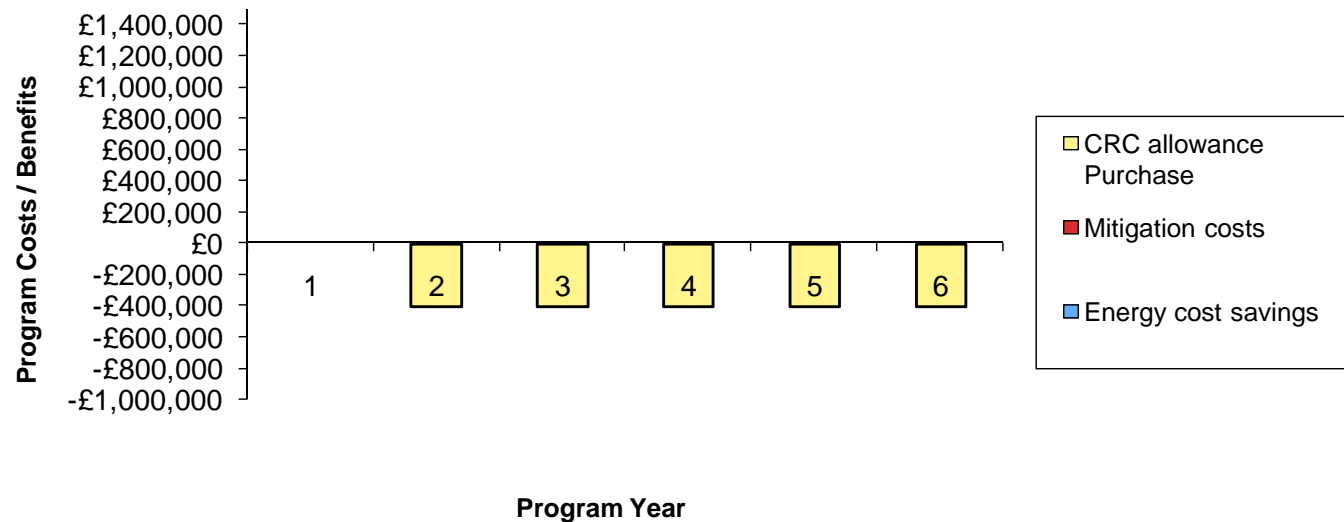 Program Costs / Benefits
£1,400,000
£1,200,000
£1,000,000
£800,000
£600,000
£400,000
£200,000
£0
-£200,000
-£400,000
-£600,000
-£800,000
-£1,000,000
1 2 3 4 5 6
Program Year
CRC allowance
Purchase
Mitigation costs
Energy cost savings